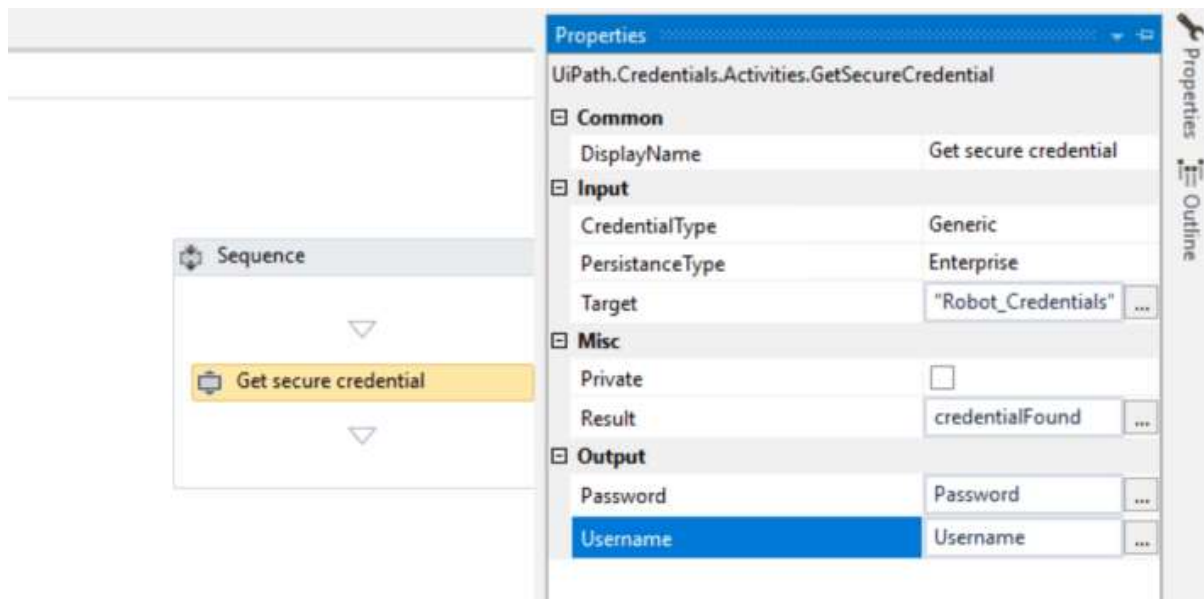 Properties
UiPath.Credentials.Activities.GetSecureCredential
Common
DisplayName Get secure credential
Input
CredentialType Generic
PersistanceType Enterprise
Target "Robot_Credentials" ...
Misc
Private
Result credentialFound ...
Output
Password Password ...
Username Username ...
Sequence
Get secure credential
Properties
Outline